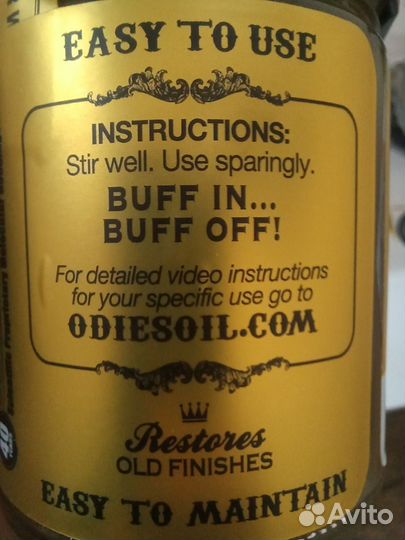 EASY TO USE
INSTRUCTIONS:
Stir well. Use sparingly.
BUFF IN...
BUFF OFF!
For detailed video instructions
for your specific use go to
ODIESOIL.COM
Restores
OLD FINISHES
EASY TO MAINTAIN
Avito